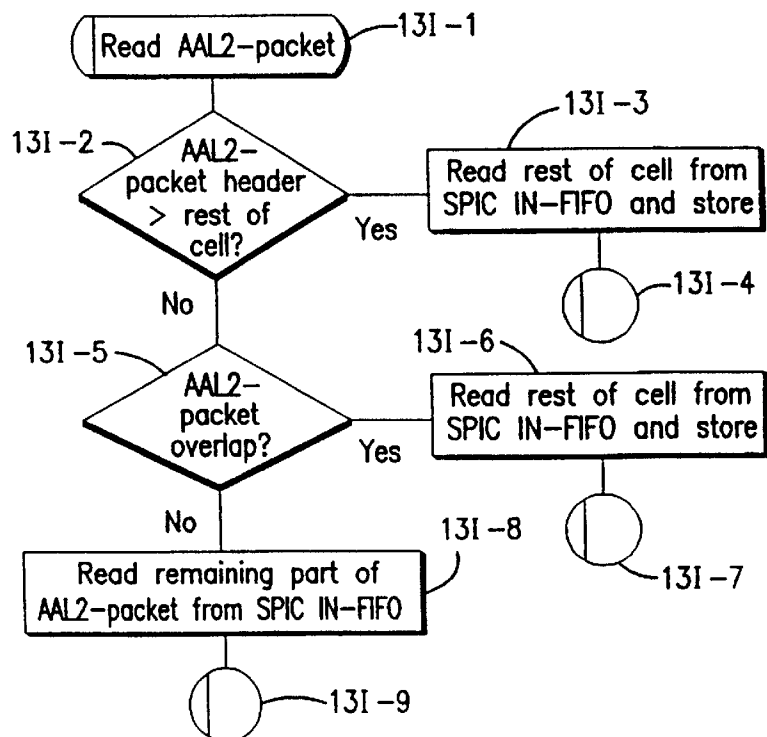 Read AAL2-packet
13I-1
13I-2
AAL2-
packet header
> rest of
cell?
Yes
No
13I-3
Read rest of cell from
SPIC IN-FIFO and store
13I-4
13I-5
AAL2-
packet
overlap?
Yes
No
13I-6
Read rest of cell from
SPIC IN-FIFO and store
13I-7
13I-8
Read remaining part of
AAL2-packet from SPIC IN-FIFO
13I-9